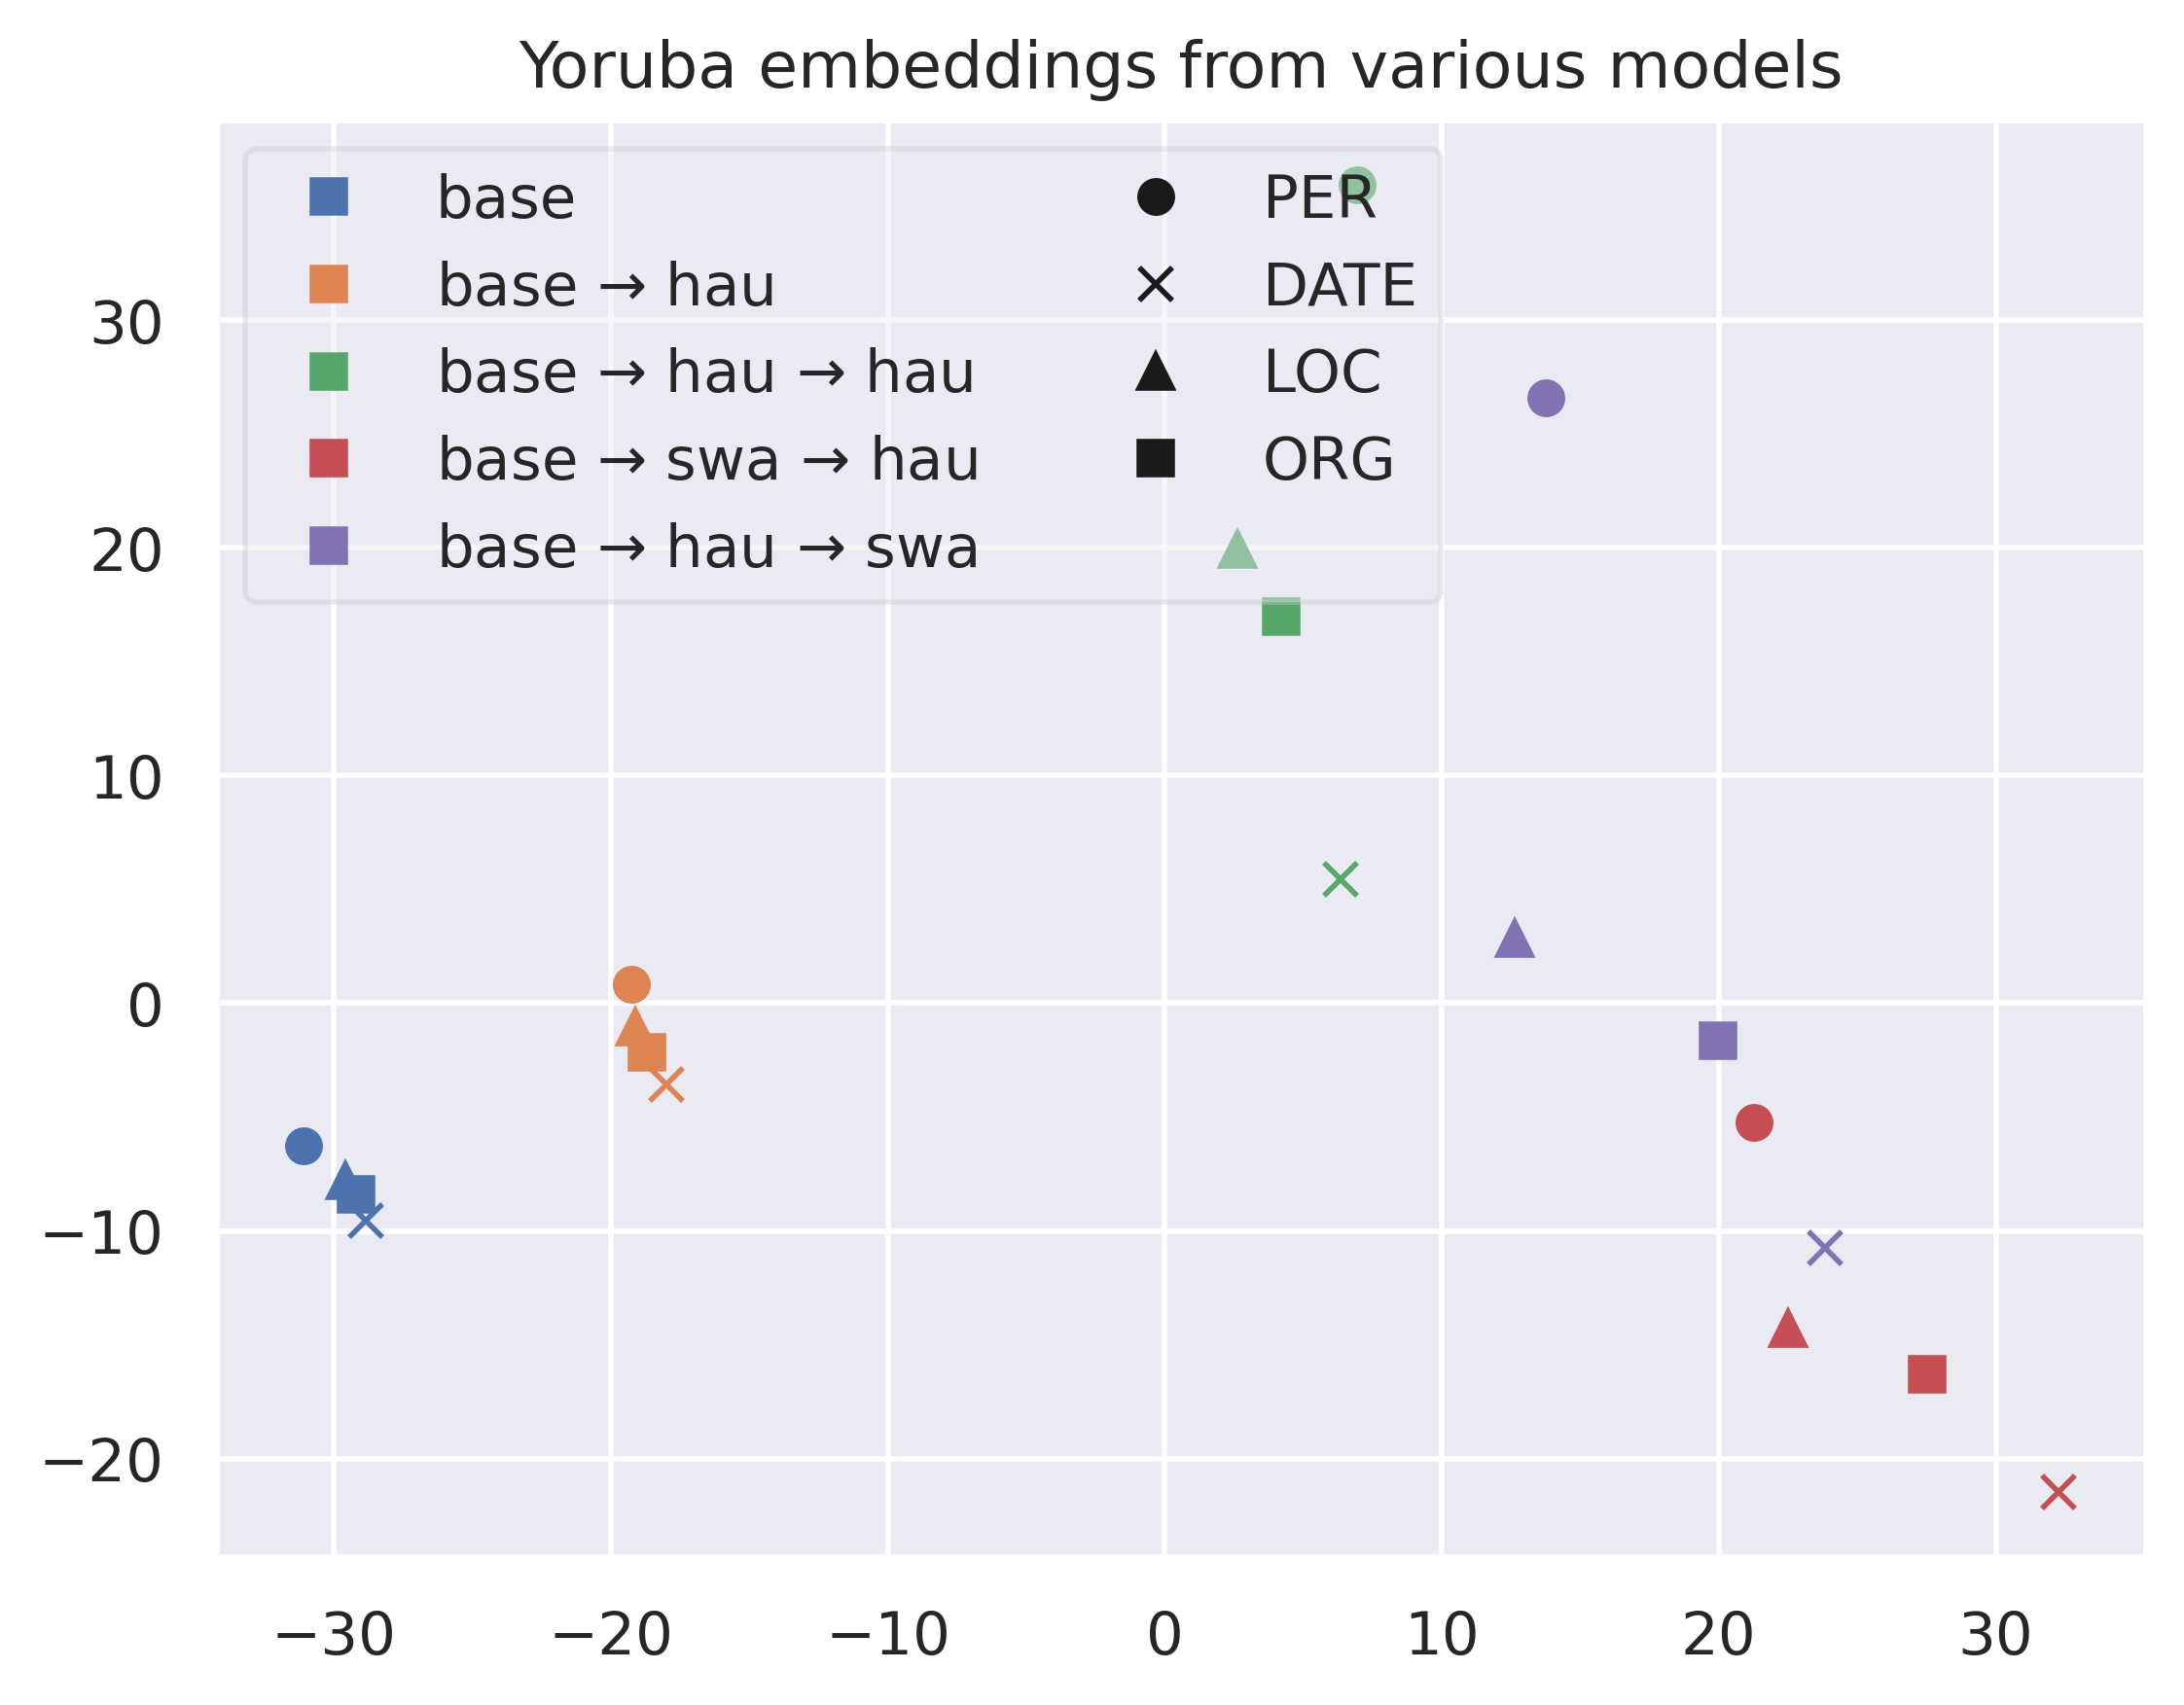 Yoruba embeddings from various models
base
base → hau
base → hau → hau
base → swa → hau
base → hau → swa
PER
DATE
LOC
ORG
30
20
10
0
−10
−20
−30
−20
−10
0
10
20
30